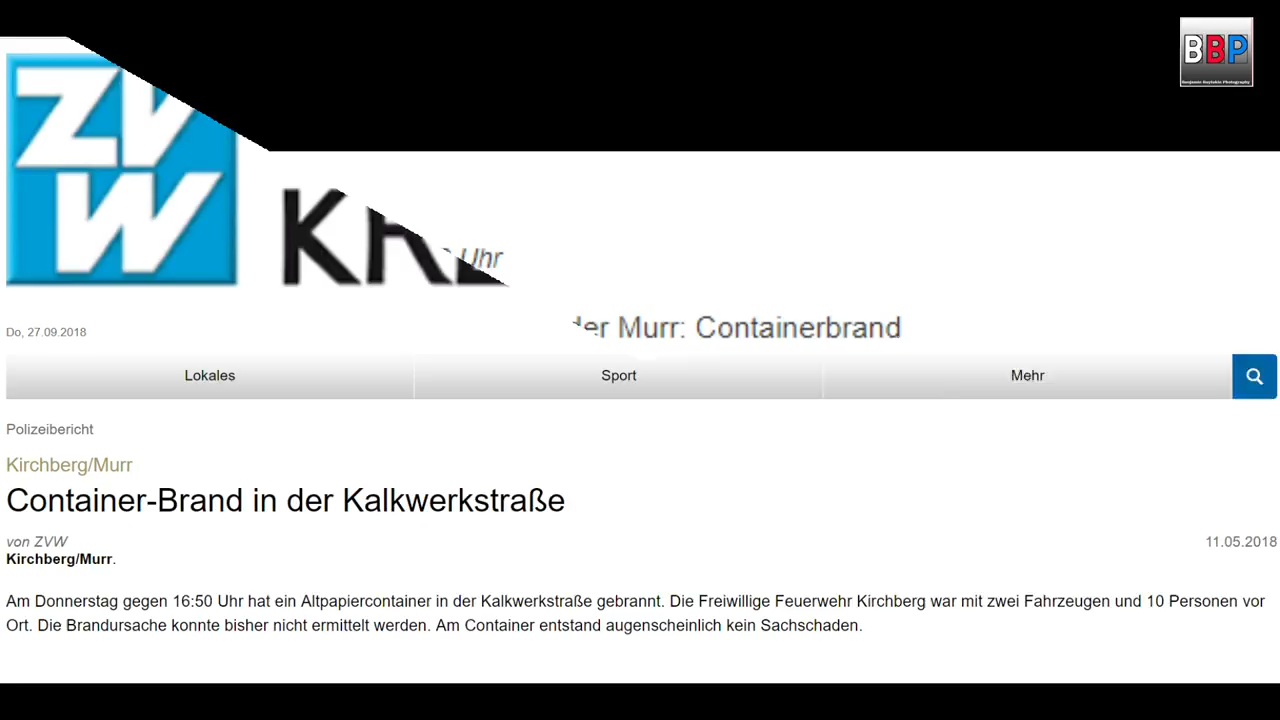 BBP
Benjamin Beytekin Photography
ZVW
Uhr
der Murr: Containerbrand
Do, 27.09.2018
Lokales
Sport
Mehr
Polizeibericht
Kirchberg/Murr
Container-Brand in der Kalkwerkstraße
von ZVW
11.05.2018
Kirchberg/Murr.
Am Donnerstag gegen 16:50 Uhr hat ein Altpapiercontainer in der Kalkwerkstraße gebrannt. Die Freiwillige Feuerwehr Kirchberg war mit zwei Fahrzeugen und 10 Personen vor
Ort. Die Brandursache konnte bisher nicht ermittelt werden. Am Container entstand augenscheinlich kein Sachschaden.